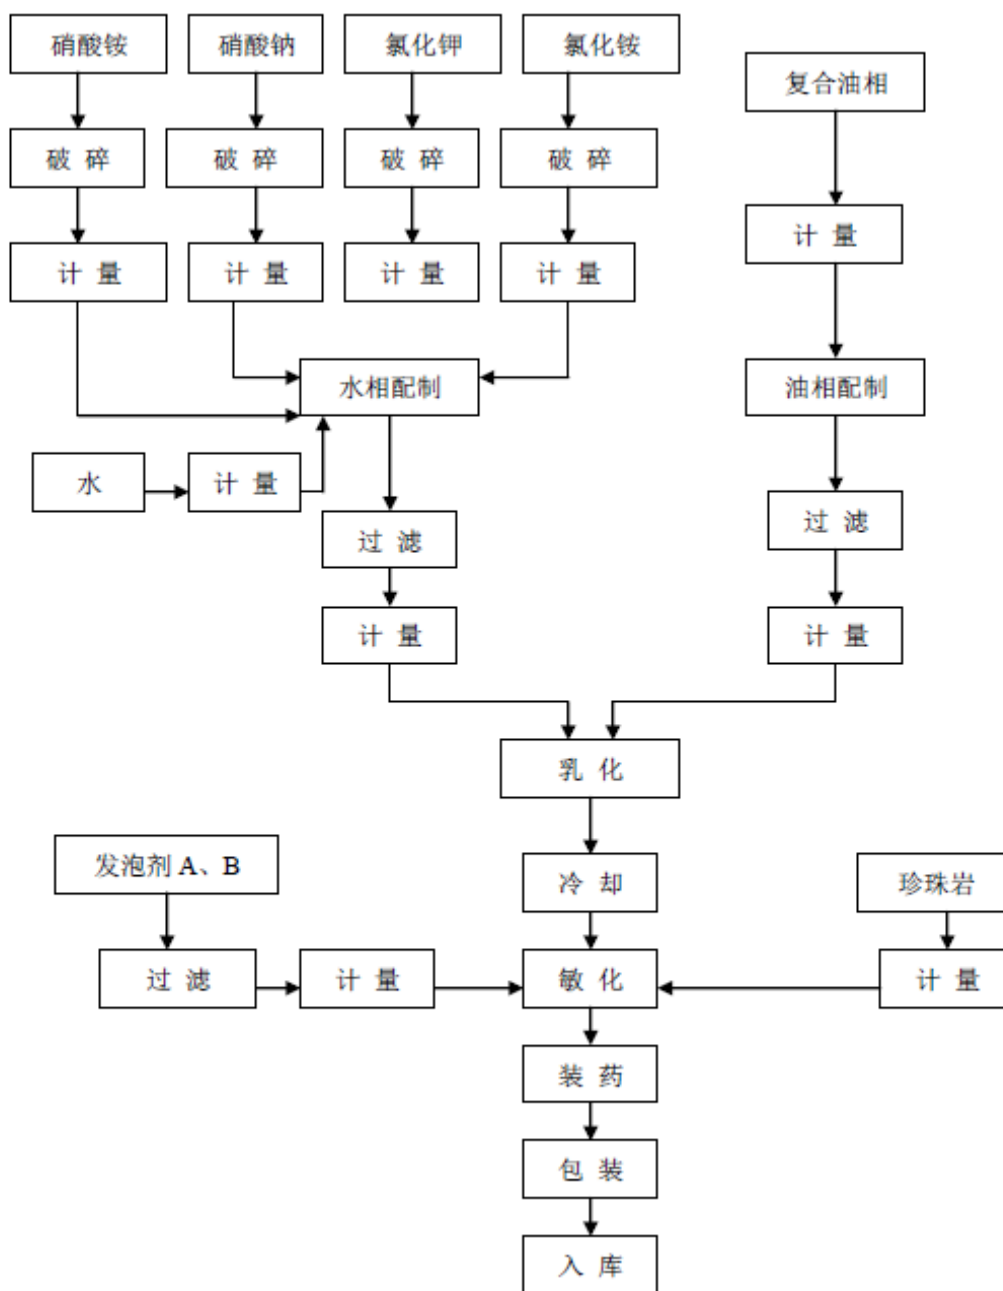 硝酸铵
硝酸钠
氯化钾
氯化铵
复合油相
破 碎
破 碎
破 碎
破 碎
计 量
计 量
计 量
计 量
计 量
水相配制
油相配制
水
计 量
过 滤
过 滤
计 量
计 量
乳 化
发泡剂 A、B
冷 却
珍珠岩
过 滤
计 量
敏 化
计 量
装 药
包 装
入 库